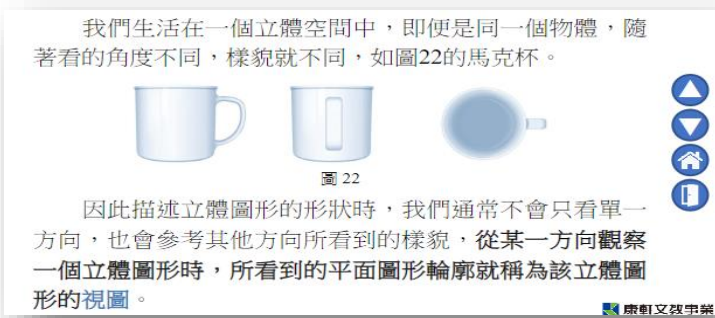 我們生活在一個立體空間中，即便是同一個物體，隨
著看的角度不同，樣貌就不同，如圖22的馬克杯。
圖 22
因此描述立體圖形的形狀時，我們通常不會只看單一
方向，也會參考其他方向所看到的樣貌，從某一方向觀察
一個立體圖形時，所看到的平面圖形輪廓就稱為該立體圖
形的視圖。
康軒文教事業